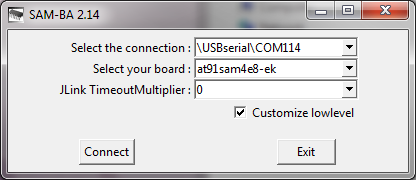 SAM-BA 2.14
Select the connection : \USBserial\COM114
Select your board : at91sam4e8-ek
JLink TimeoutMultiplier : 0
Customize lowlevel
Connect Exit